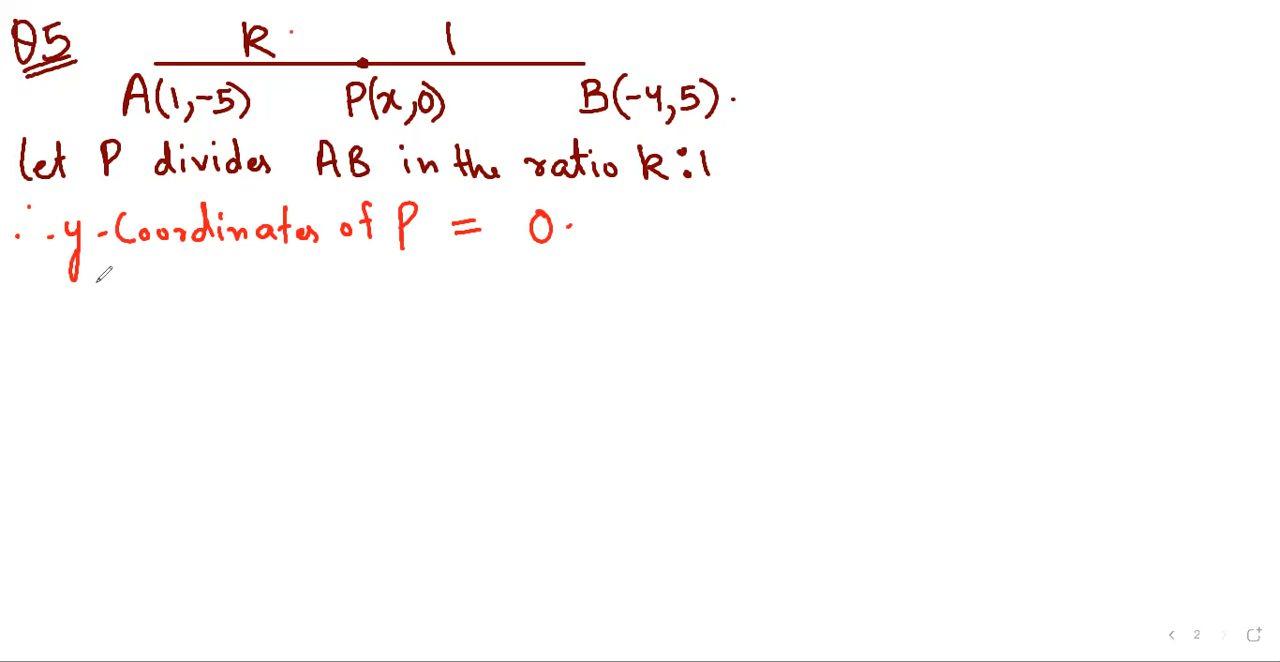 Q5
k 1
A(1,-5) P(x,0) B(-4,5).
let P divides AB in the ratio k:1
∴ y-Coordinates of P = 0.
2